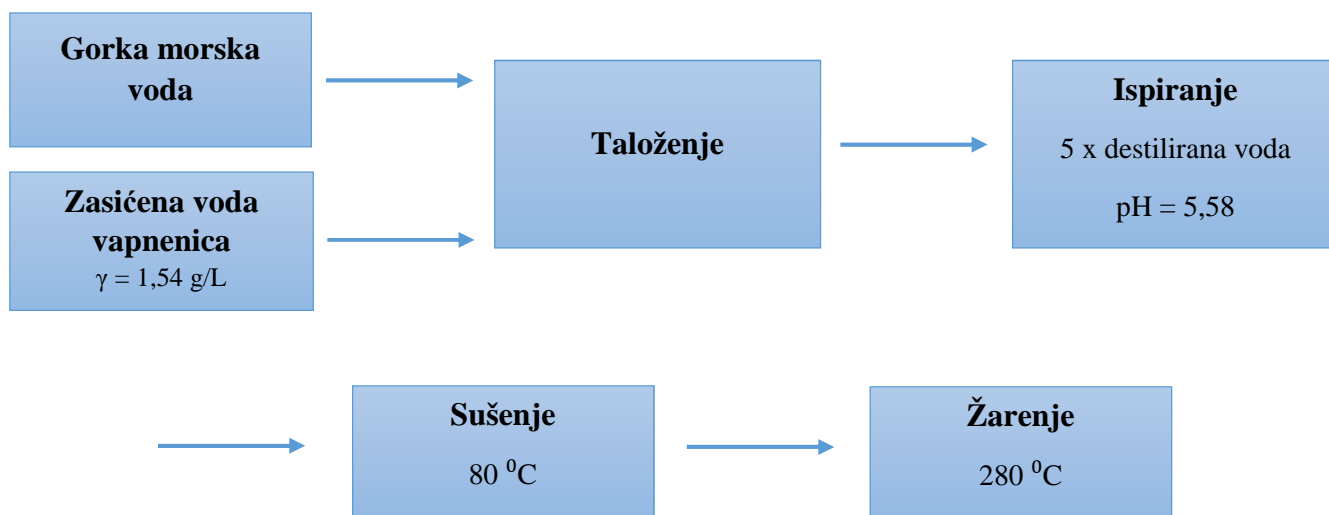 Gorka morska
voda
Zasićena voda
vapnenica
γ = 1,54 g/L
Taloženje
Ispiranje
5 x destilirana voda
pH = 5,58
Sušenje
80 ⁰C
Žarenje
280 ⁰C